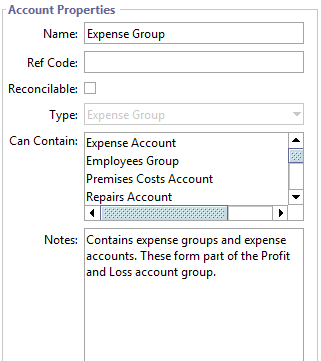 Account Properties
Name: Expense Group
Ref Code:
Reconcilable:
Type: Expense Group
Can Contain: Expense Account
Employees Group
Premises Costs Account
Repairs Account
Notes: Contains expense groups and expense
accounts. These form part of the Profit
and Loss account group.